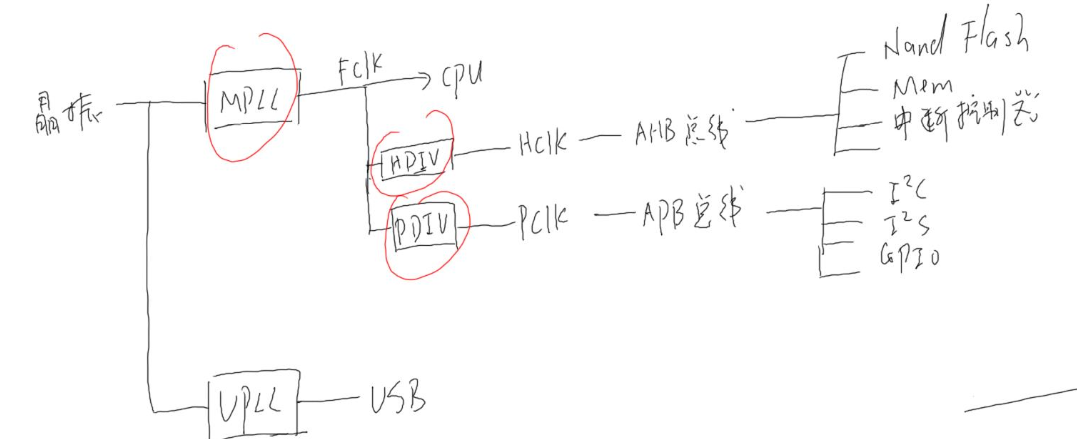 Nand Flash
Fclk
CPU
Mem
晶振
MPLL
中断控制器
HDIV
Hclk
AHB总线
I²C
PDIV
Pclk
APB总线
I²S
GPIO
UPLL
USB